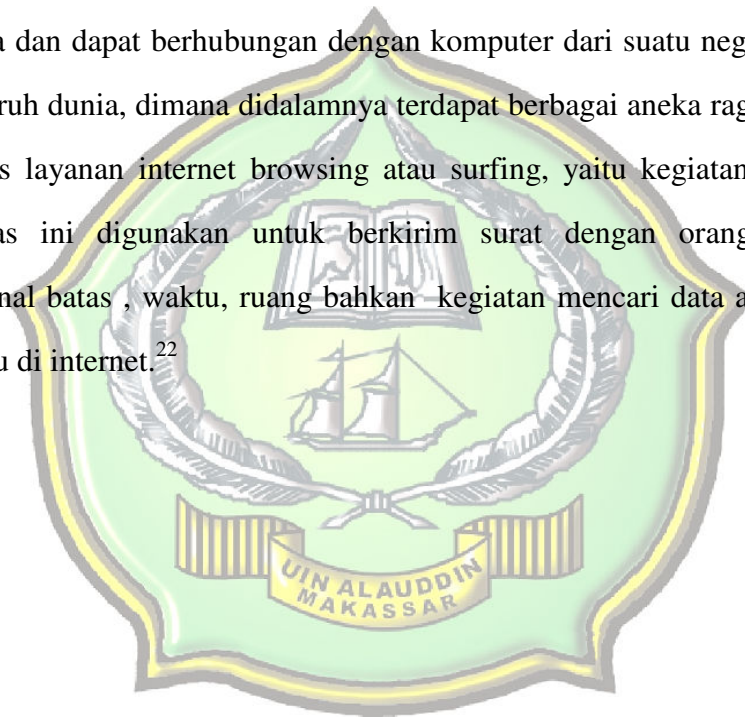 a dan dapat berhubungan dengan komputer dari suatu neg
ruh dunia, dimana didalamnya terdapat berbagai aneka rag
s layanan internet browsing atau surfing, yaitu kegiatan
as ini digunakan untuk berkirim surat dengan orang
nal batas , waktu, ruang bahkan kegiatan mencari data a
u di internet.22
UIN ALAUDDIN
MAKASSAR